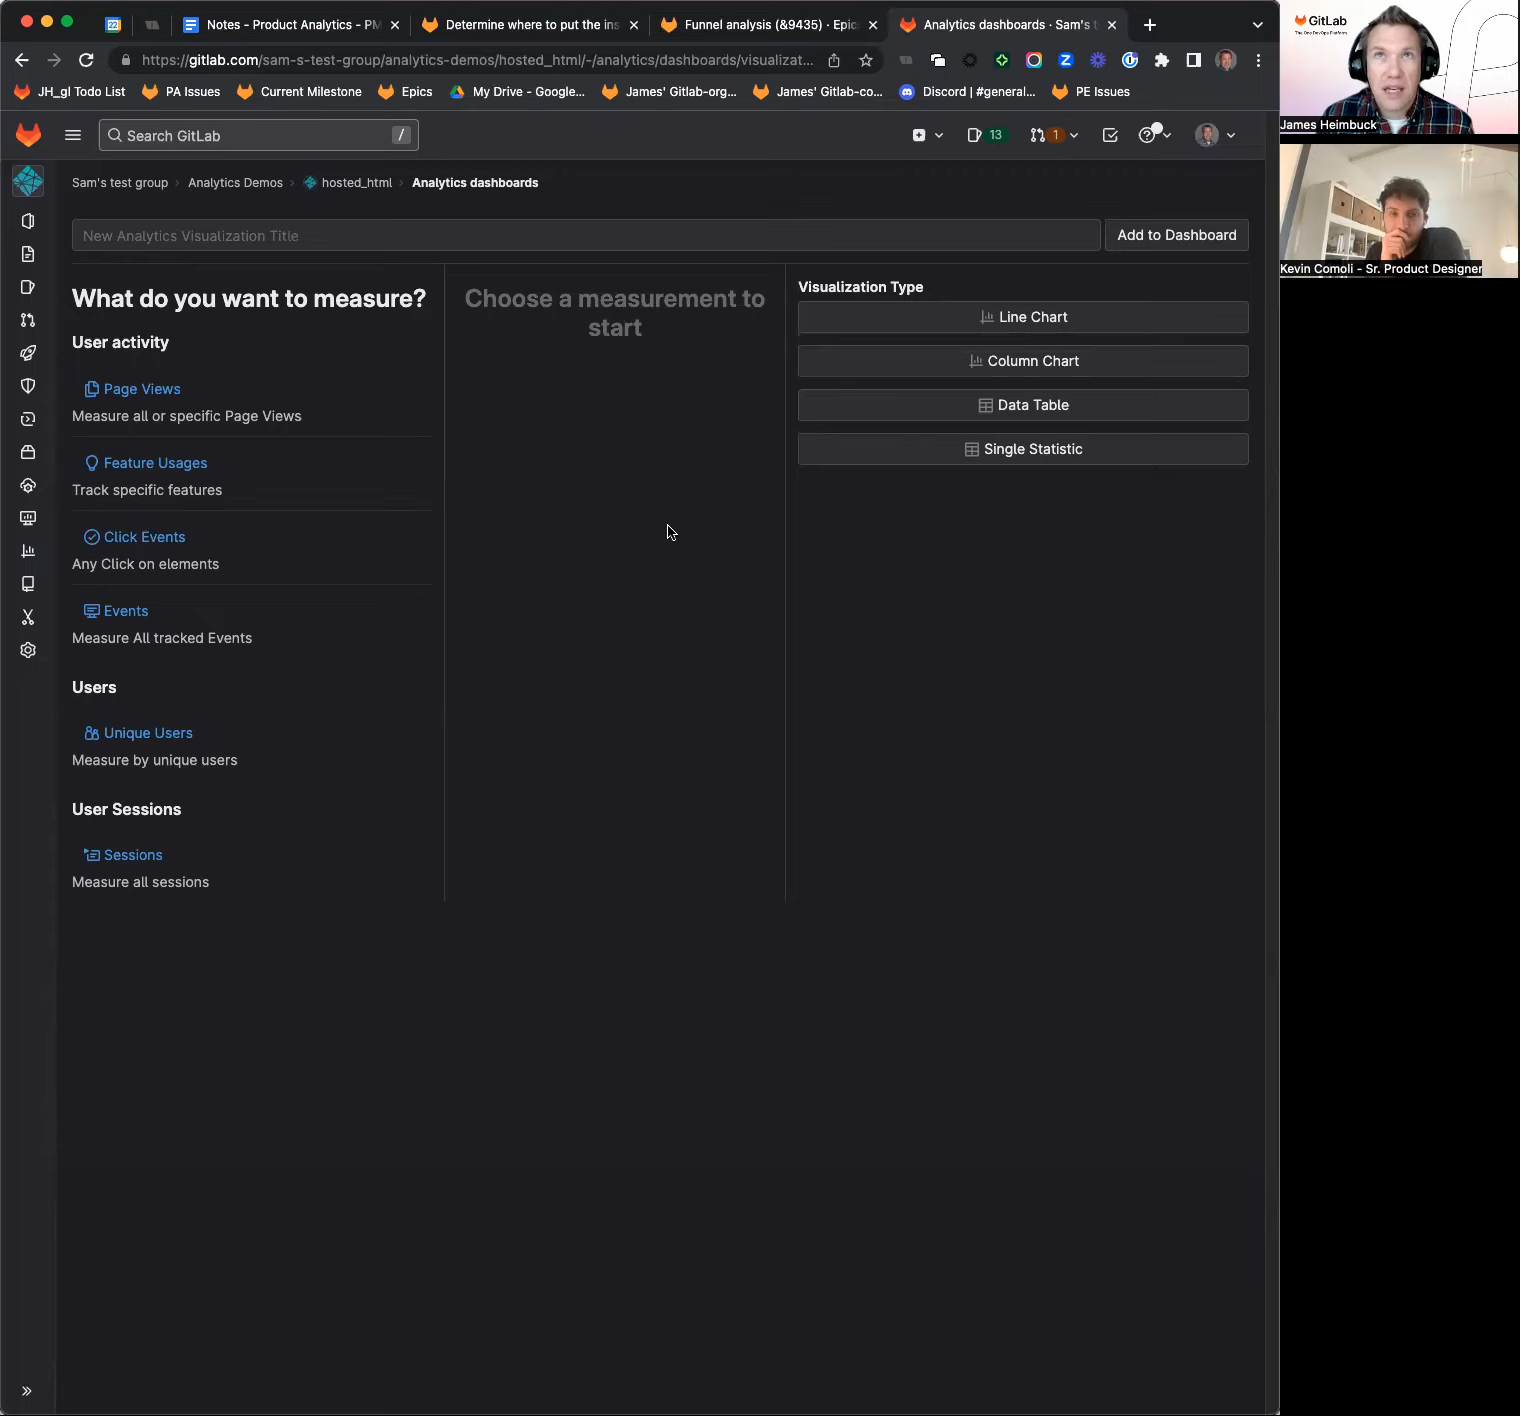 22
Notes - Product Analytics - PM
Determine where to put the ins
Funnel analysis (&9435) · Epic
Analytics dashboards · Sam's t
https://gitlab.com/sam-s-test-group/analytics-demos/hosted_html/-/analytics/dashboards/visualizat...
JH_gl Todo List
PA Issues
Current Milestone
Epics
My Drive - Google...
James' Gitlab-org...
James' Gitlab-co...
Discord | #general...
PE Issues
Search GitLab
/
13
1
Sam's test group
Analytics Demos
hosted_html
Analytics dashboards
New Analytics Visualization Title
Add to Dashboard
What do you want to measure?
User activity
Page Views
Measure all or specific Page Views
Feature Usages
Track specific features
Click Events
Any Click on elements
Events
Measure All tracked Events
Users
Unique Users
Measure by unique users
User Sessions
Sessions
Measure all sessions
Choose a measurement to
start
Visualization Type
Line Chart
Column Chart
Data Table
Single Statistic
GitLab
The One DevOps Platform
James Heimbuck
Kevin Comoli - Sr. Product Designer